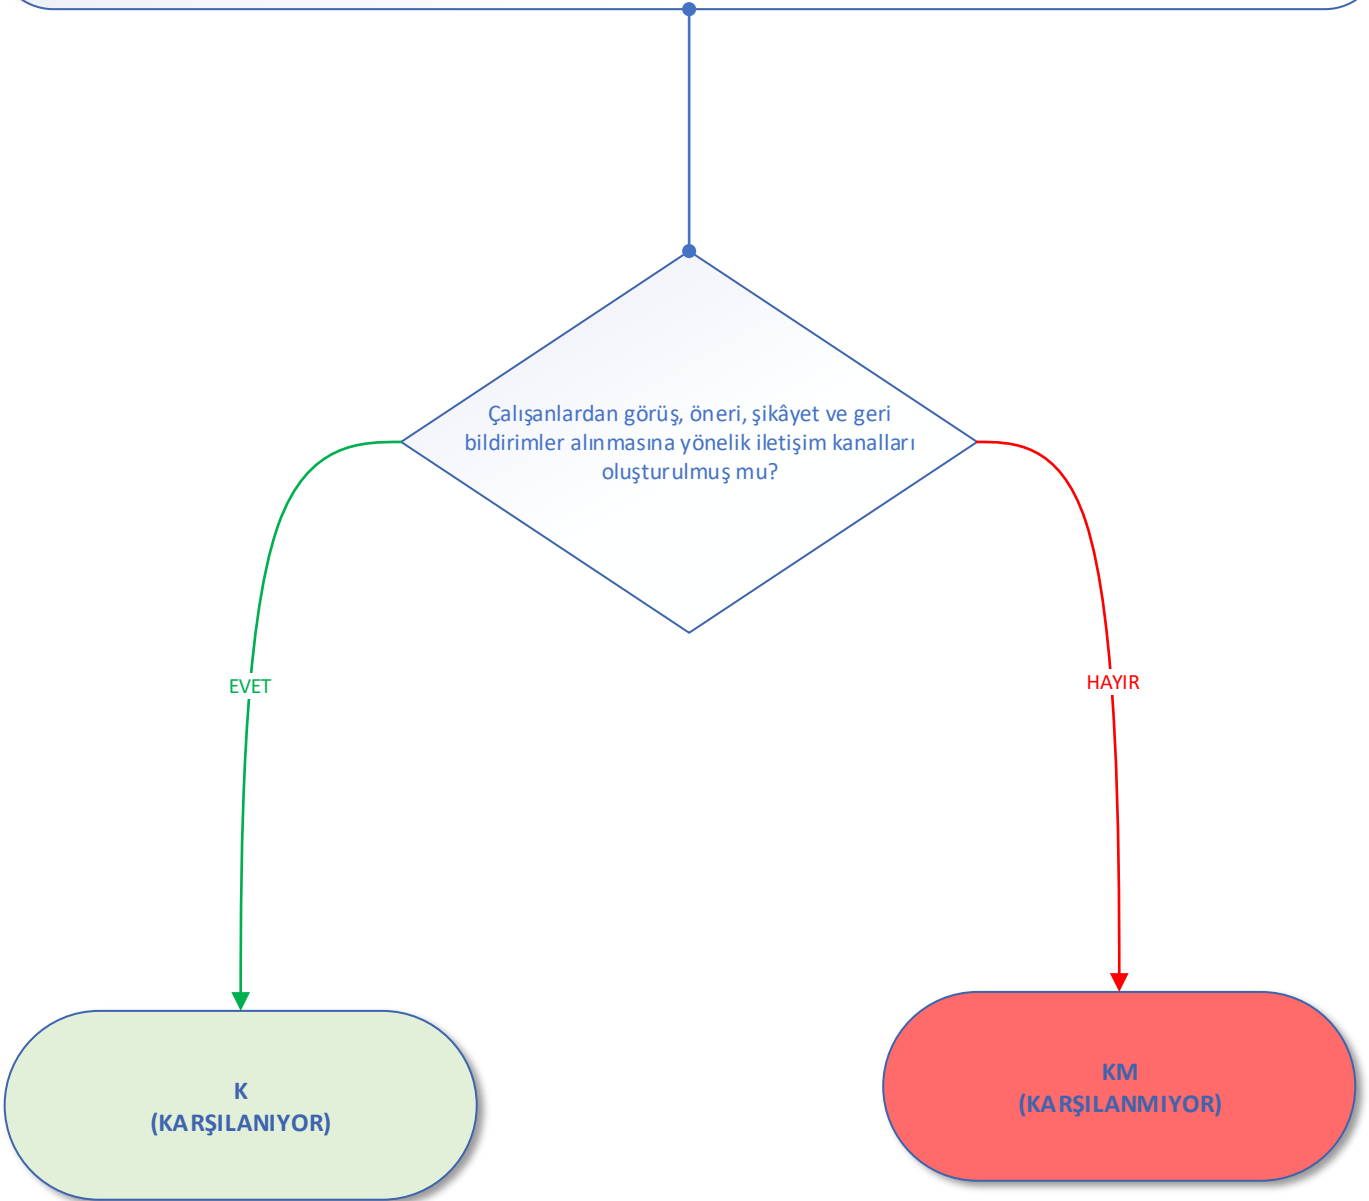 Çalışanlardan görüş, öneri, şikâyet ve geri
bildirimler alınmasına yönelik iletişim kanalları
oluşturulmuş mu?
EVET
HAYIR
K
(KARŞILANIYOR)
KM
(KARŞILANMIYOR)